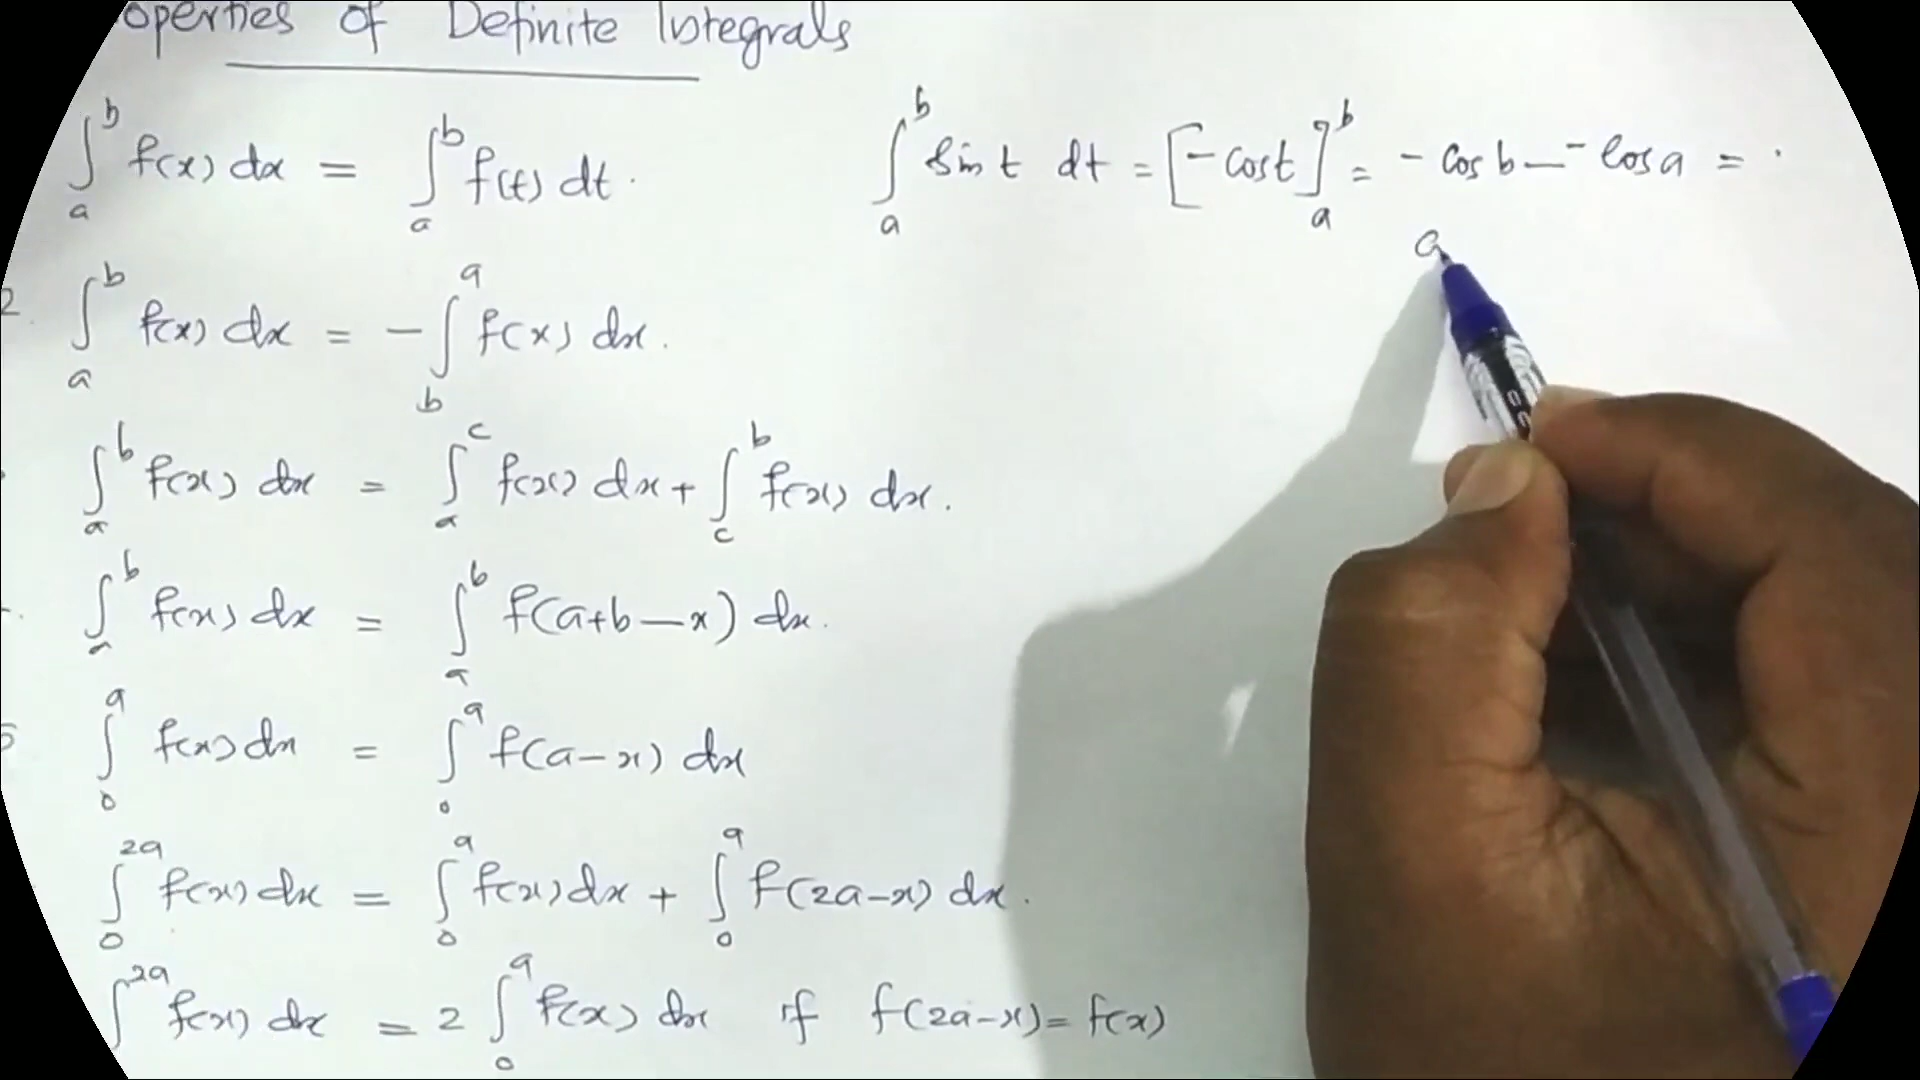 operties of Definite Integrals
∫_a^b f(x) dx = ∫_a^b f(t) dt.
∫_a^b sin t dt = [-cos t]_a^b = - cos b — - cos a = .
a
2. ∫_a^b f(x) dx = - ∫_b^a f(x) dx.
∫_a^b f(x) dx = ∫_a^c f(x) dx + ∫_c^b f(x) dx.
∫_a^b f(x) dx = ∫_a^b f(a+b-x) dx.
∫_0^a f(x) dx = ∫_0^a f(a-x) dx
∫_0^2a f(x) dx = ∫_0^a f(x) dx + ∫_0^a f(2a-x) dx.
∫^2a f(x) dx = 2 ∫_0^a f(x) dx if f(2a-x) = f(x)